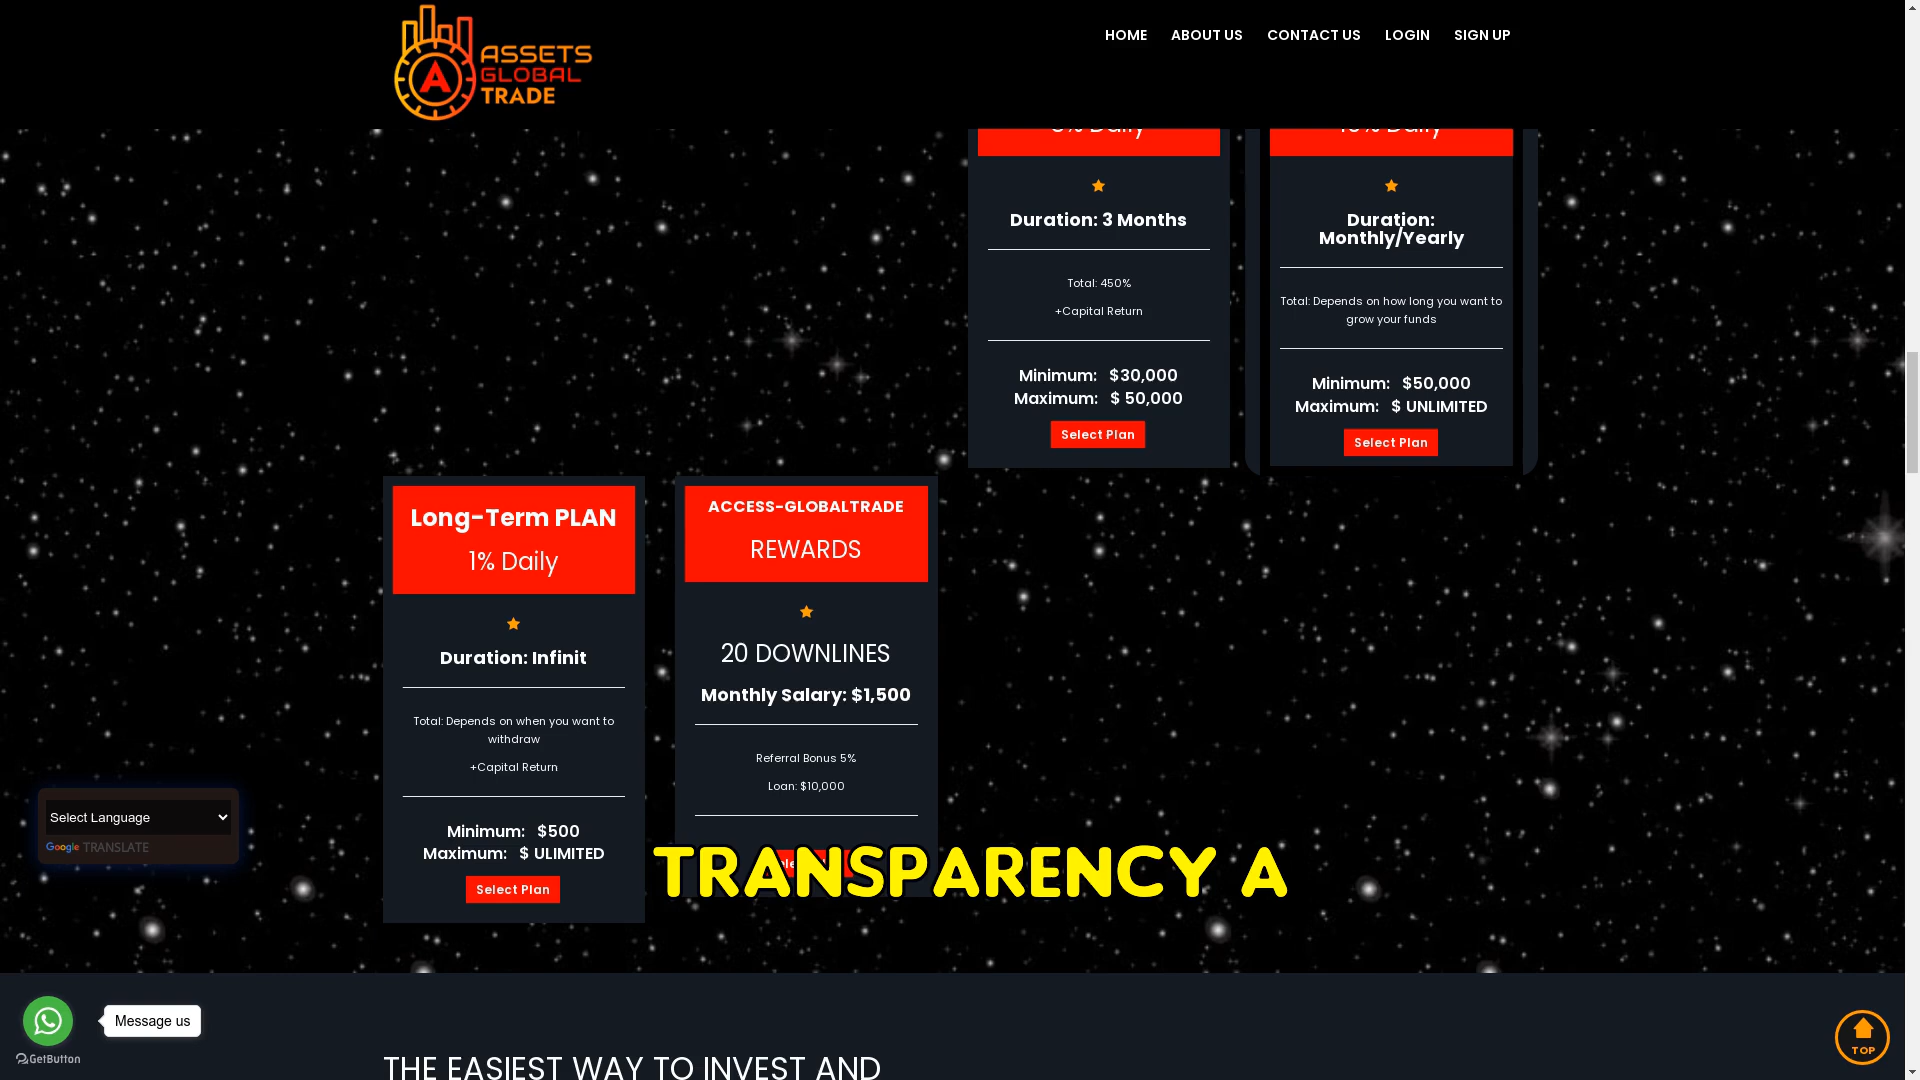 ASSETS
GLOBAL
TRADE
HOME
ABOUT US
CONTACT US
LOGIN
SIGN UP
Daily
Duration: 3 Months
Total: 450%
+Capital Return
Minimum: $30,000
Maximum: $ 50,000
Select Plan
Daily
Duration:
Monthly/Yearly
Total: Depends on how long you want to
grow your funds
Minimum: $50,000
Maximum: $ UNLIMITED
Select Plan
Long-Term PLAN
1% Daily
Duration: Infinit
Total: Depends on when you want to
withdraw
+Capital Return
Minimum: $500
Maximum: $ ULIMITED
Select Plan
ACCESS-GLOBALTRADE
REWARDS
20 DOWNLINES
Monthly Salary: $1,500
Referral Bonus 5%
Loan: $10,000
TRANSPARENCY A
Select Language
Google TRANSLATE
Message us
GetButton
TOP
THE EASIEST WAY TO INVEST AND